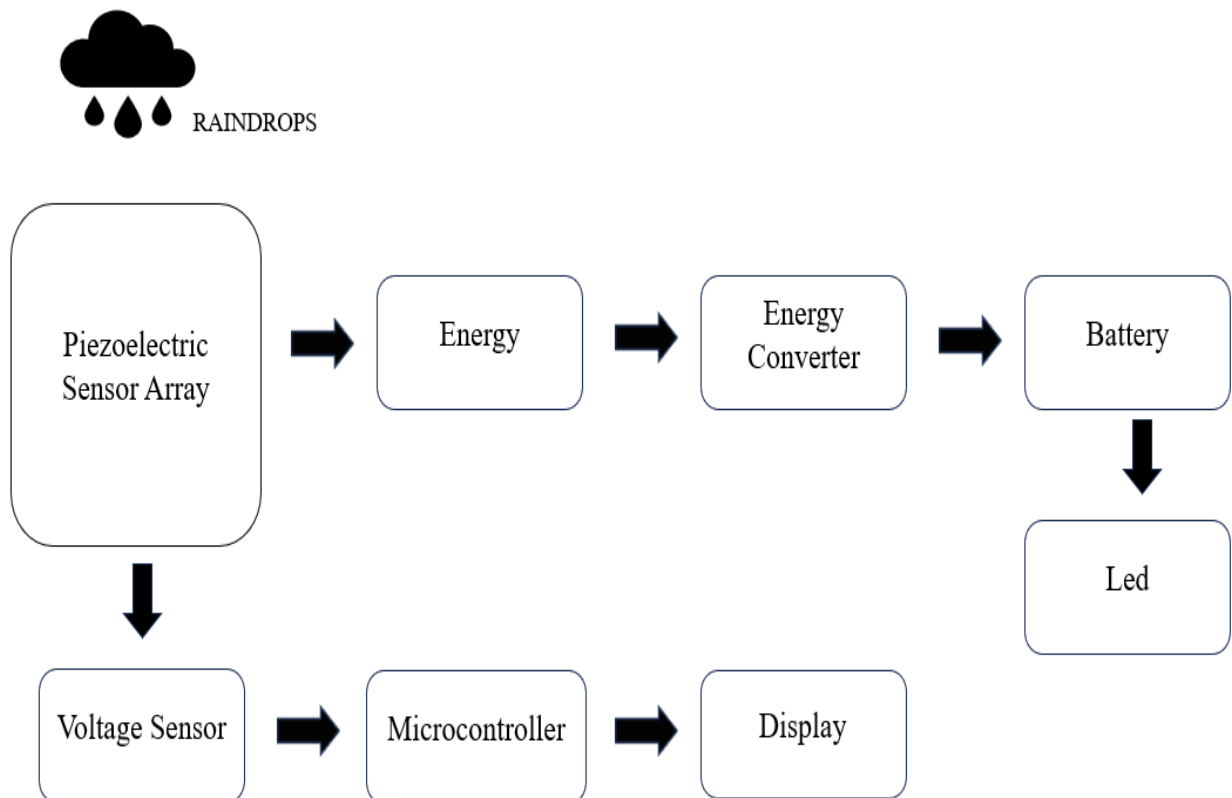 RAINDROPS
Piezoelectric
Sensor Array
Energy
Energy
Converter
Battery
Led
Voltage Sensor
Microcontroller
Display